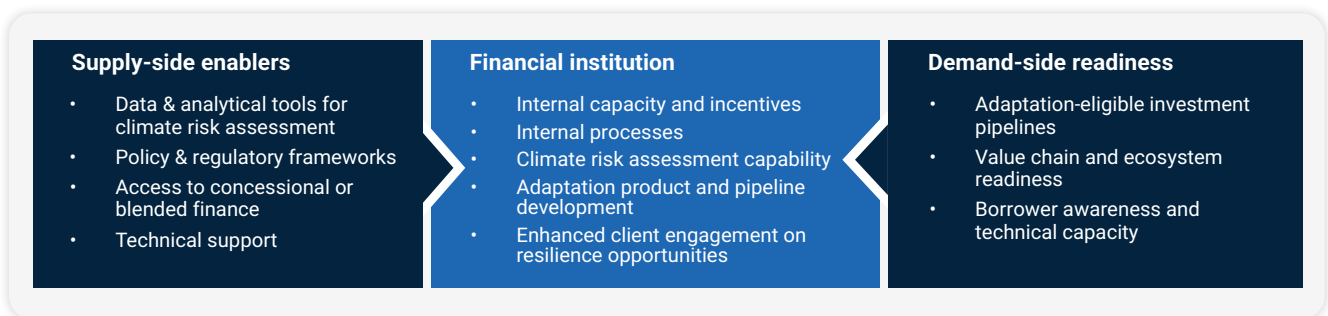 Supply-side enablers
• Data & analytical tools for
climate risk assessment
• Policy & regulatory frameworks
• Access to concessional or
blended finance
• Technical support
Financial institution
• Internal capacity and incentives
• Internal processes
• Climate risk assessment capability
• Adaptation product and pipeline
development
• Enhanced client engagement on
resilience opportunities
Demand-side readiness
• Adaptation-eligible investment
pipelines
• Value chain and ecosystem
readiness
• Borrower awareness and
technical capacity